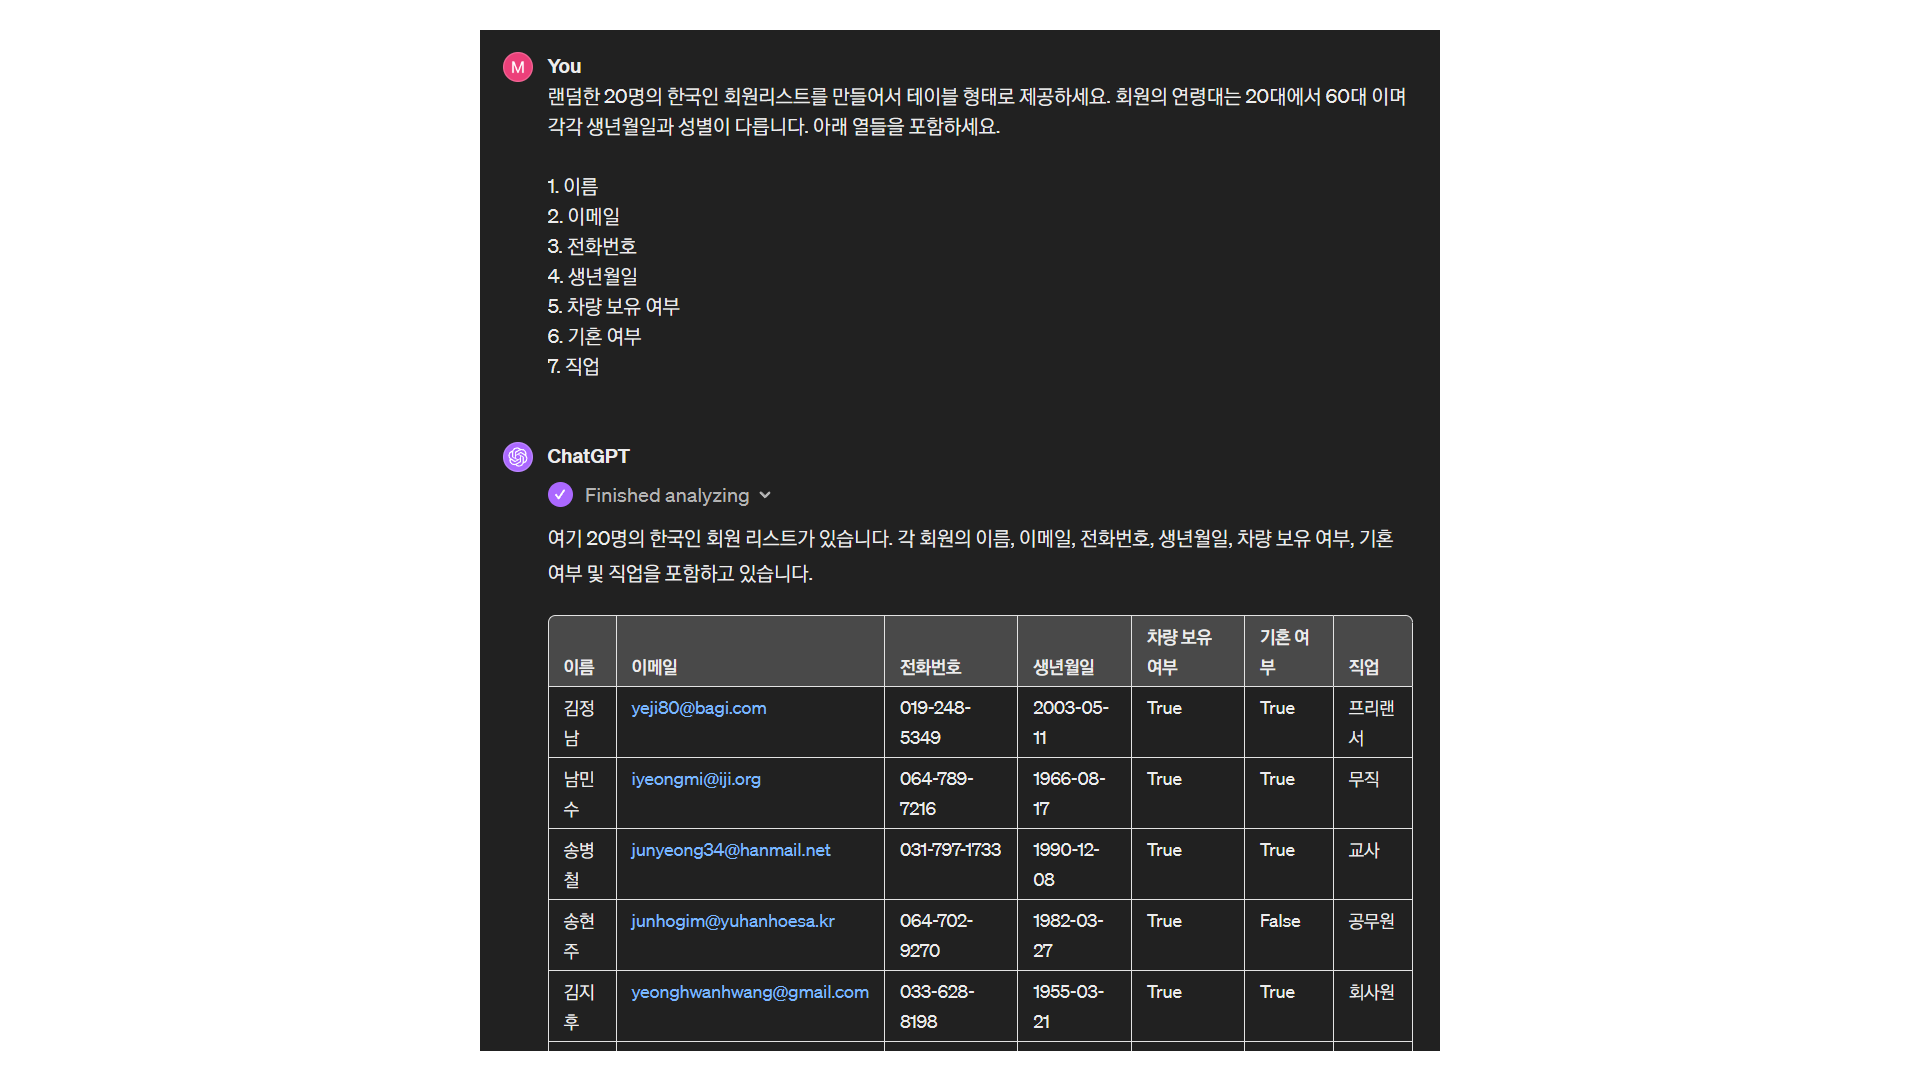 M
You
랜덤한 20명의 한국인 회원리스트를 만들어서 테이블 형태로 제공하세요. 회원의 연령대는 20대에서 60대 이며
각각 생년월일과 성별이 다릅니다. 아래 열들을 포함하세요.
1. 이름
2. 이메일
3. 전화번호
4. 생년월일
5. 차량 보유 여부
6. 기혼 여부
7. 직업
ChatGPT
Finished analyzing
여기 20명의 한국인 회원 리스트가 있습니다. 각 회원의 이름, 이메일, 전화번호, 생년월일, 차량 보유 여부, 기혼
여부 및 직업을 포함하고 있습니다.
차량 보유 기혼 여
이름 이메일 전화번호 생년월일 여부 부 직업
김정 yeji80@bagi.com 019-248- 2003-05- True True 프리랜
남 5349 11 서
남민 iyeongmi@iji.org 064-789- 1966-08- True True 무직
수 7216 17
송병 junyeong34@hanmail.net 031-797-1733 1990-12- True True 교사
철 08
송현 junhogim@yuhanhoesa.kr 064-702- 1982-03- True False 공무원
주 9270 27
김지 yeonghwanhwang@gmail.com 033-628- 1955-03- True True 회사원
후 8198 21